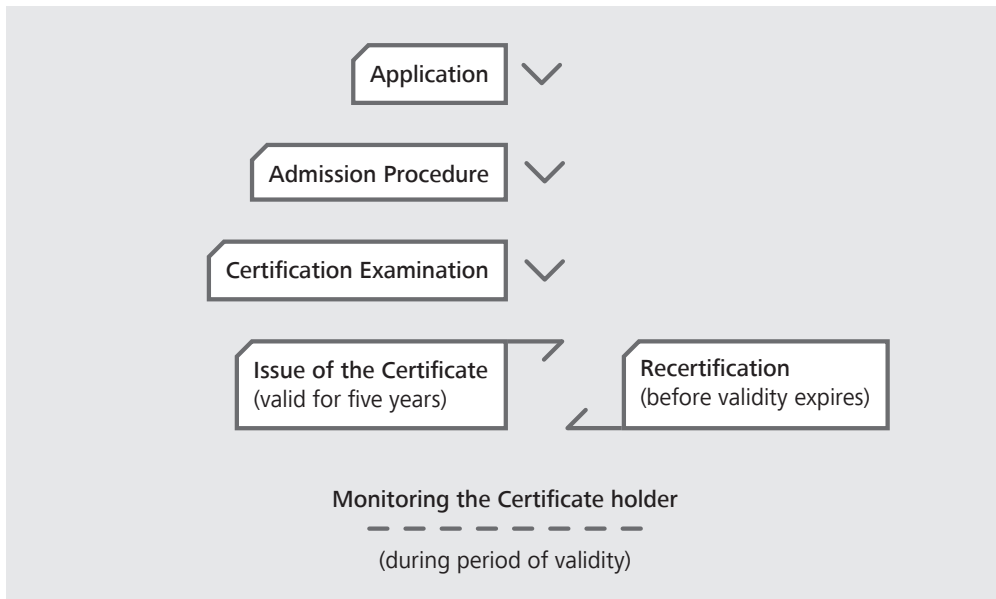 Application
Admission Procedure
Certification Examination
Issue of the Certificate
(valid for five years)
Recertification
(before validity expires)
Monitoring the Certificate holder
(during period of validity)